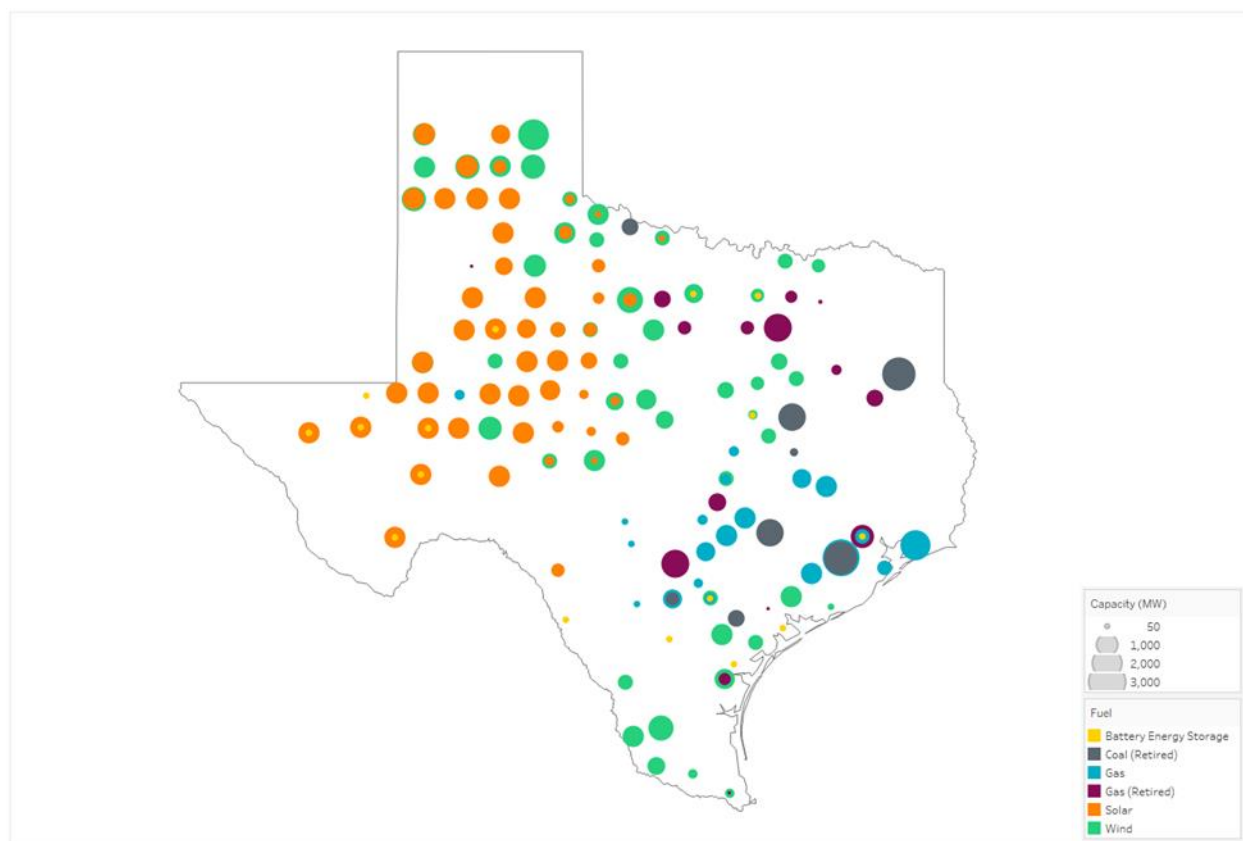 Capacity (MW)
50
1,000
2,000
3,000
Fuel
Battery Energy Storage
Coal (Retired)
Gas
Gas (Retired)
Solar
Wind